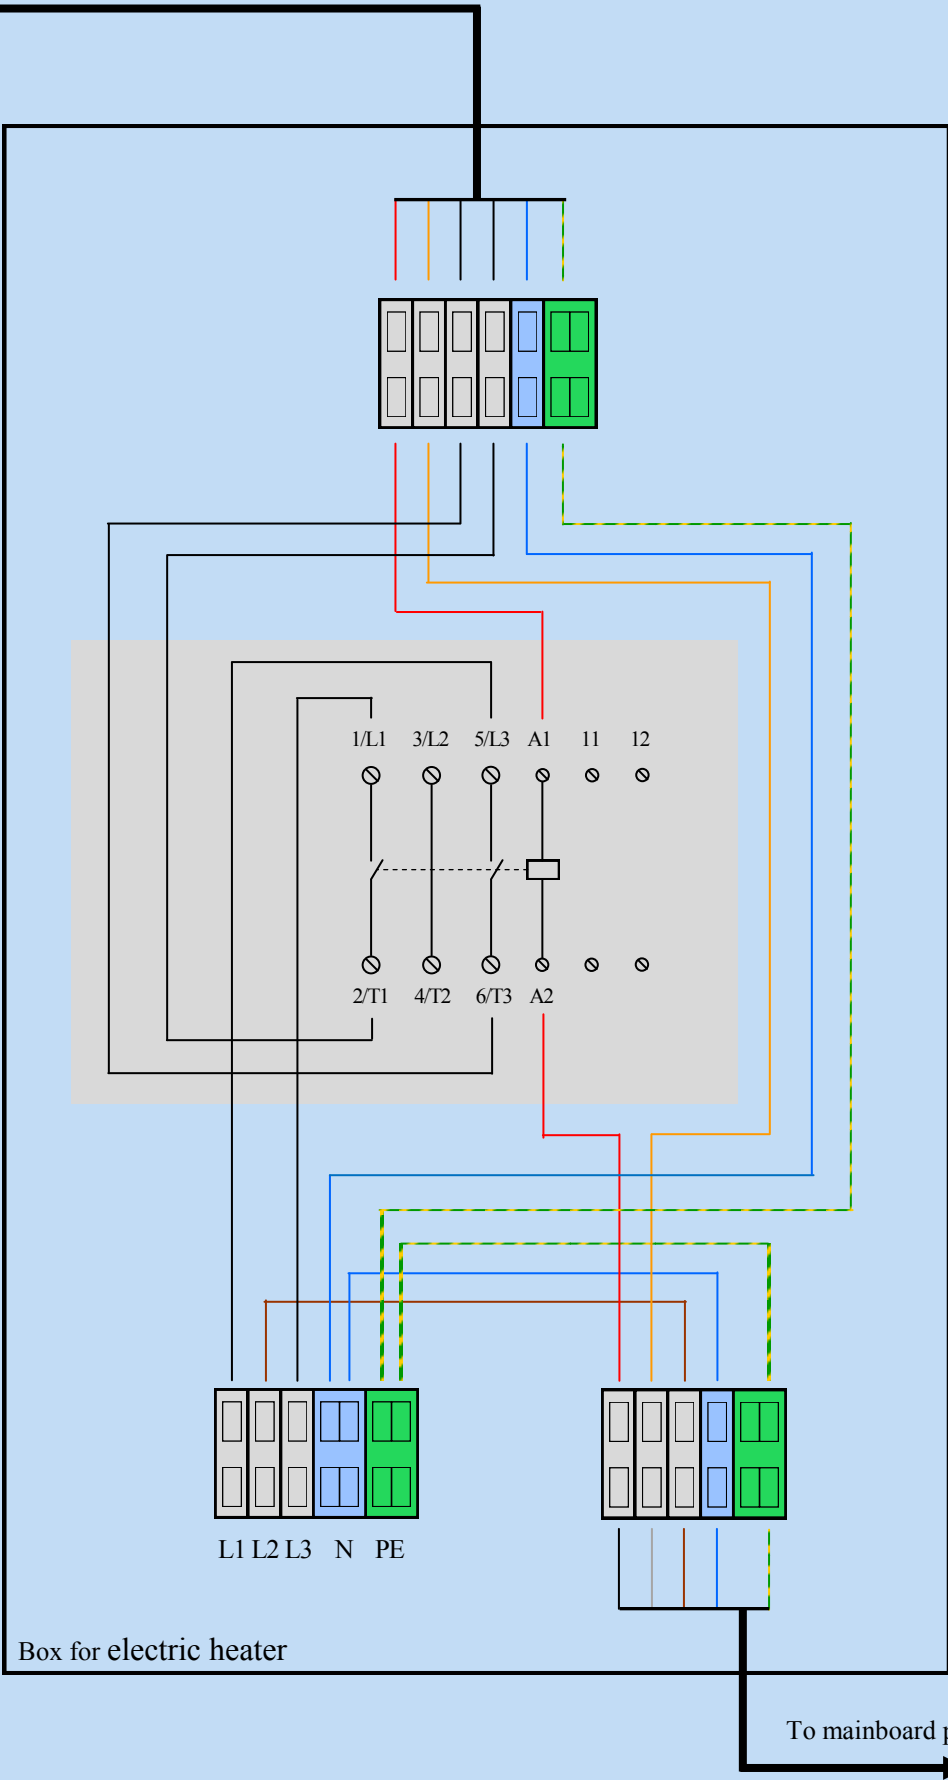 1/L1 3/L2 5/L3 A1 11 12
2/T1 4/T2 6/T3 A2
L1 L2 L3 N PE
Box for electric heater
To mainboard